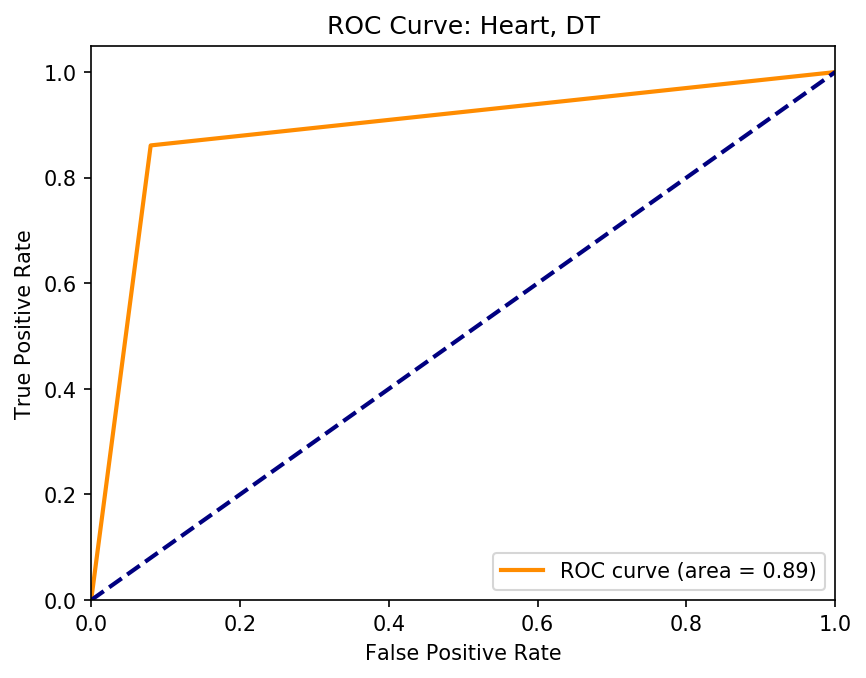 ROC Curve: Heart, DT
True Positive Rate
1.0
0.8
0.6
0.4
0.2
0.0
ROC curve (area = 0.89)
0.0 0.2 0.4 0.6 0.8 1.0
False Positive Rate